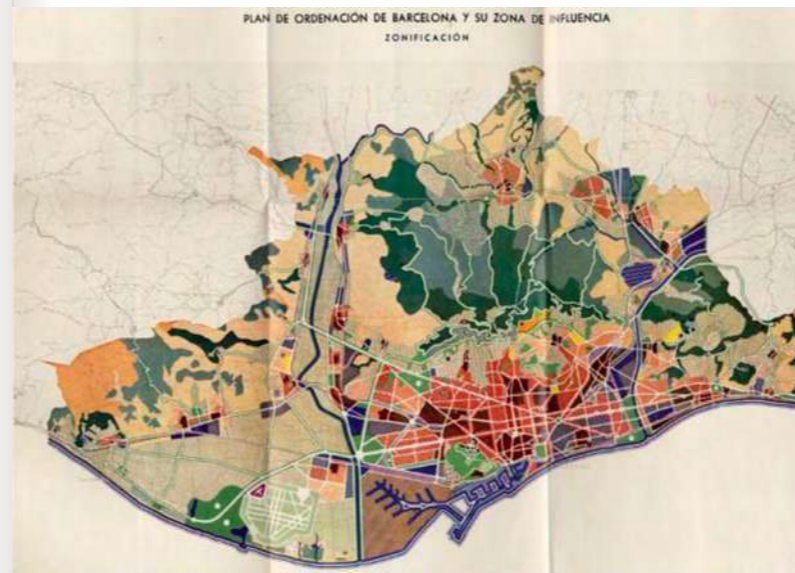 PLAN DE ORDENACIÓN DE BARCELONA Y SU ZONA DE INFLUENCIA
ZONIFICACIÓN